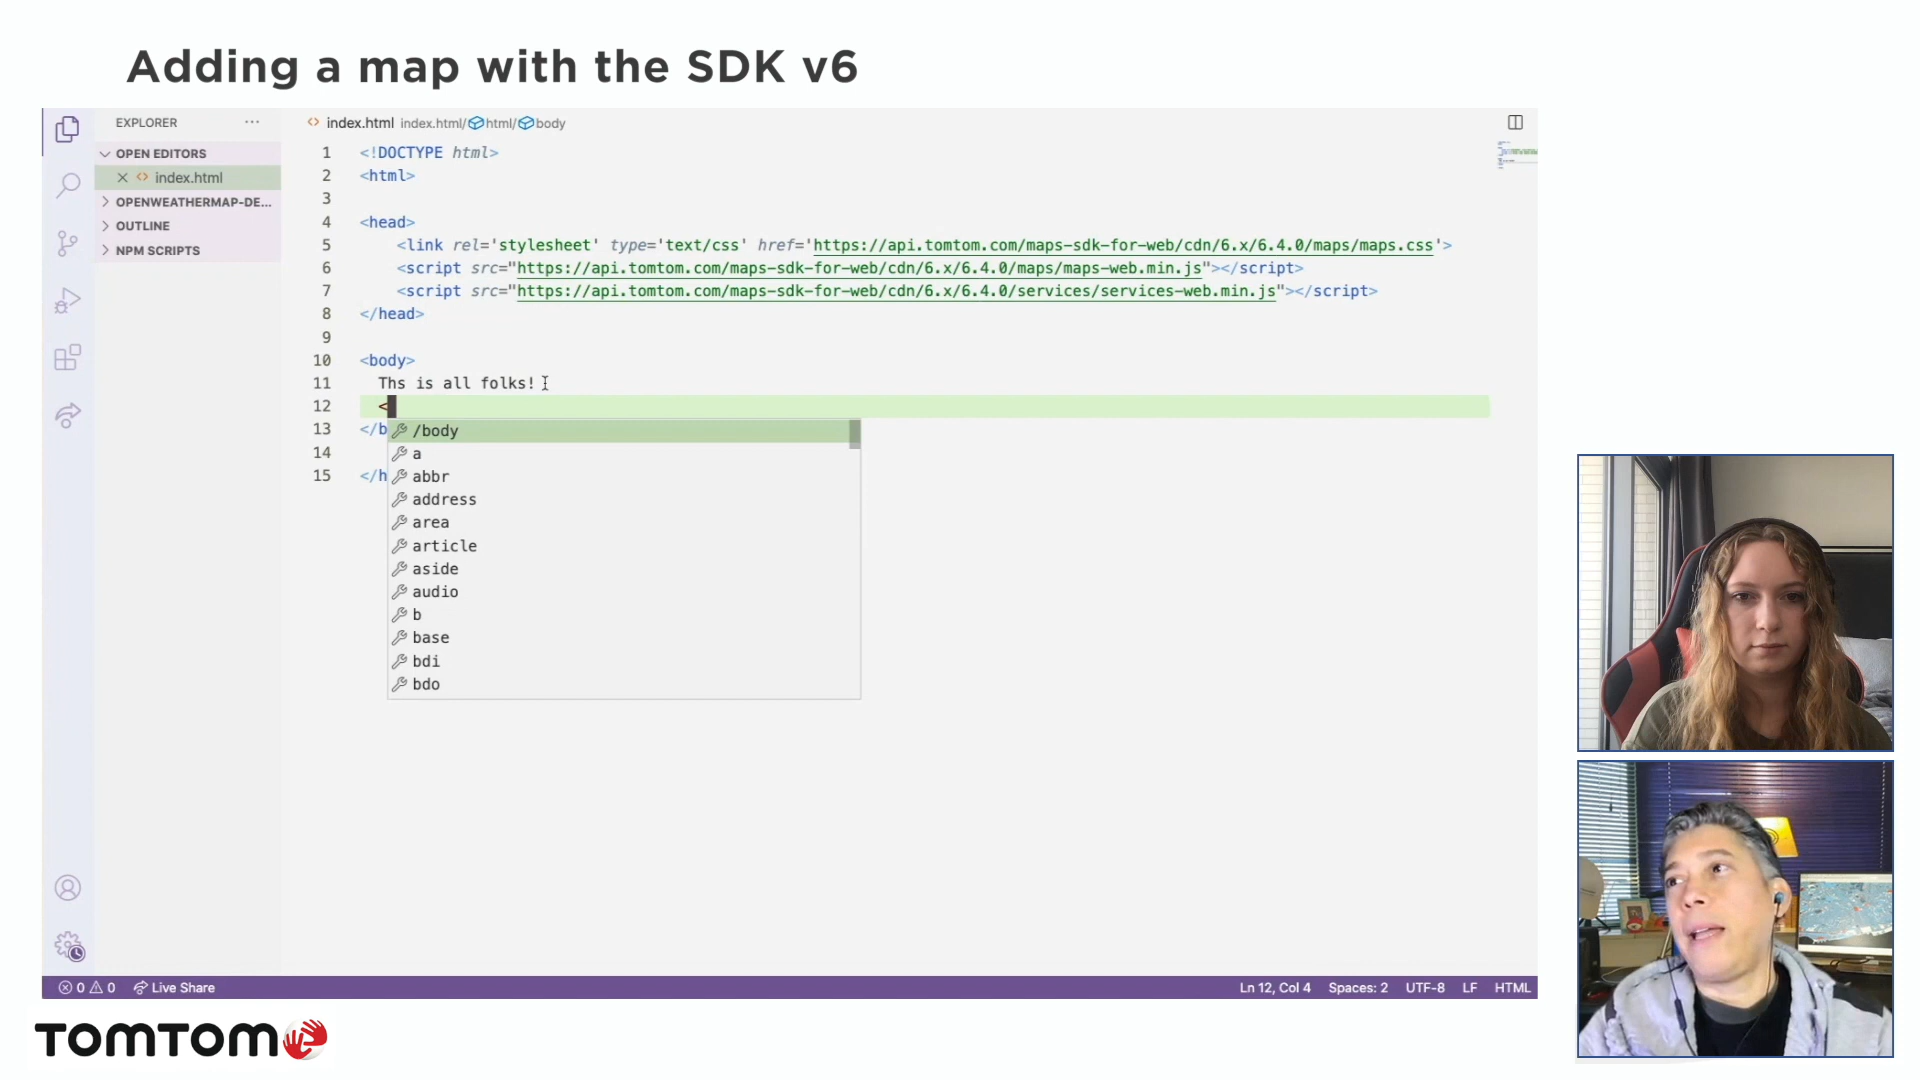 Adding a map with the SDK v6
EXPLORER ···
index.html index.html/html/body
OPEN EDITORS
index.html
OPENWEATHERMAP-DE...
OUTLINE
NPM SCRIPTS
1 <!DOCTYPE html>
2 <html>
3
4 <head>
5 <link rel='stylesheet' type='text/css' href='https://api.tomtom.com/maps-sdk-for-web/cdn/6.x/6.4.0/maps/maps.css'>
6 <script src="https://api.tomtom.com/maps-sdk-for-web/cdn/6.x/6.4.0/maps/maps-web.min.js"></script>
7 <script src="https://api.tomtom.com/maps-sdk-for-web/cdn/6.x/6.4.0/services/services-web.min.js"></script>
8 </head>
9
10 <body>
11 Ths is all folks!
12 <
13 </b
14
15 </h
/body
a
abbr
address
area
article
aside
audio
b
base
bdi
bdo
0 0 Live Share
Ln 12, Col 4 Spaces: 2 UTF-8 LF HTML
TOMTOM